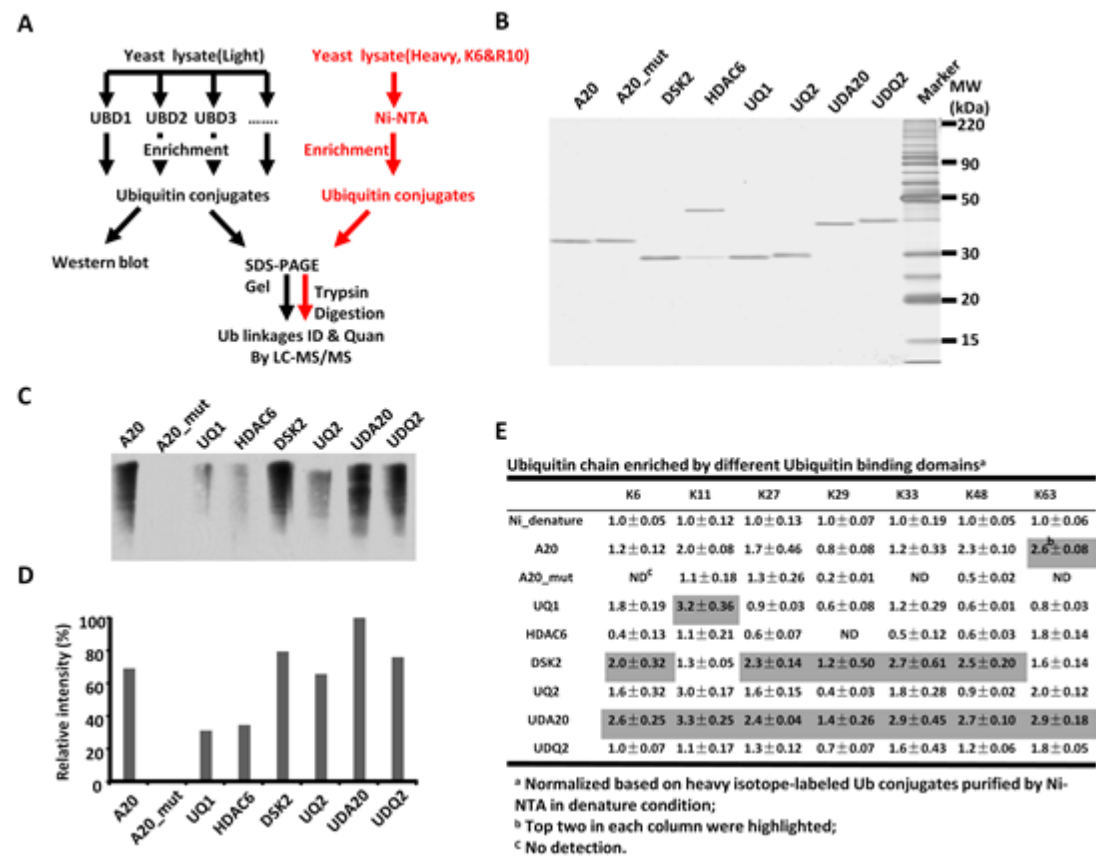 A
Yeast lysate(Light)
Yeast lysate(Heavy, K6&R10)
UBD1 UBD2 UBD3 .......
Ni-NTA
Enrichment
Enrichment
Ubiquitin conjugates
Ubiquitin conjugates
Western blot
SDS-PAGE
Gel
Trypsin
Digestion
Ub linkages ID & Quan
By LC-MS/MS
B
A20 A20_mut DSK2 HDAC6 UQ1 UQ2 UDA20 UDQ2 Marker
MW
(kDa)
220
90
50
30
20
15
C
A20 A20_mut UQ1 HDAC6 DSK2 UQ2 UDA20 UDQ2
D
Relative intensity (%)
100
80
60
40
20
0
A20 A20_mut UQ1 HDAC6 DSK2 UQ2 UDA20 UDQ2
E
Ubiquitin chain enriched by different Ubiquitin binding domainsᵃ
K6 K11 K27 K29 K33 K48 K63
Ni_denature 1.0±0.05 1.0±0.12 1.0±0.13 1.0±0.07 1.0±0.19 1.0±0.05 1.0±0.06
A20 1.2±0.12 2.0±0.08 1.7±0.46 0.8±0.08 1.2±0.33 2.3±0.10 2.6±0.08ᵇ
A20_mut NDᶜ 1.1±0.18 1.3±0.26 0.2±0.01 ND 0.5±0.02 ND
UQ1 1.8±0.19 3.2±0.36 0.9±0.03 0.6±0.08 1.2±0.29 0.6±0.01 0.8±0.03
HDAC6 0.4±0.13 1.1±0.21 0.6±0.07 ND 0.5±0.12 0.6±0.03 1.8±0.14
DSK2 2.0±0.32 1.3±0.05 2.3±0.14 1.2±0.50 2.7±0.61 2.5±0.20 1.6±0.14
UQ2 1.6±0.32 3.0±0.17 1.6±0.15 0.4±0.03 1.8±0.28 0.9±0.02 2.0±0.12
UDA20 2.6±0.25 3.3±0.25 2.4±0.04 1.4±0.26 2.9±0.45 2.7±0.10 2.9±0.18
UDQ2 1.0±0.07 1.1±0.17 1.3±0.12 0.7±0.07 1.6±0.43 1.2±0.06 1.8±0.05
ᵃ Normalized based on heavy isotope-labeled Ub conjugates purified by Ni-
NTA in denature condition;
ᵇ Top two in each column were highlighted;
ᶜ No detection.